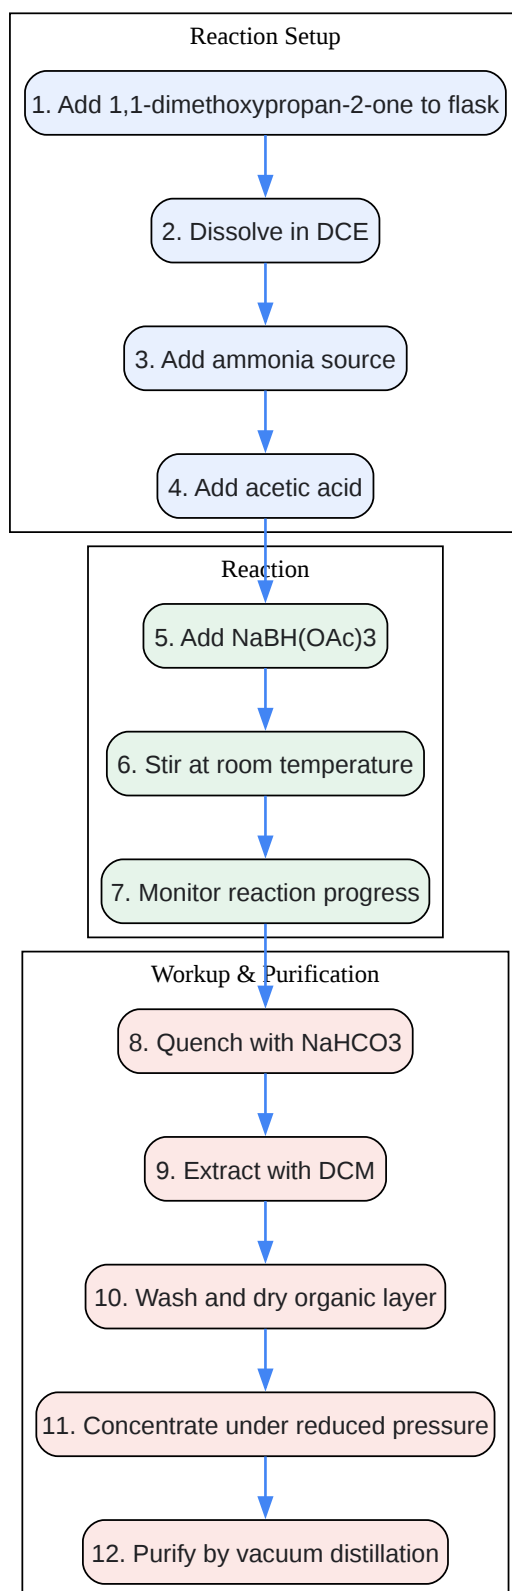 Reaction Setup
1. Add 1,1-dimethoxypropan-2-one to flask
2. Dissolve in DCE
3. Add ammonia source
4. Add acetic acid
Reaction
5. Add NaBH(OAc)3
6. Stir at room temperature
7. Monitor reaction progress
Workup & Purification
8. Quench with NaHCO3
9. Extract with DCM
10. Wash and dry organic layer
11. Concentrate under reduced pressure
12. Purify by vacuum distillation